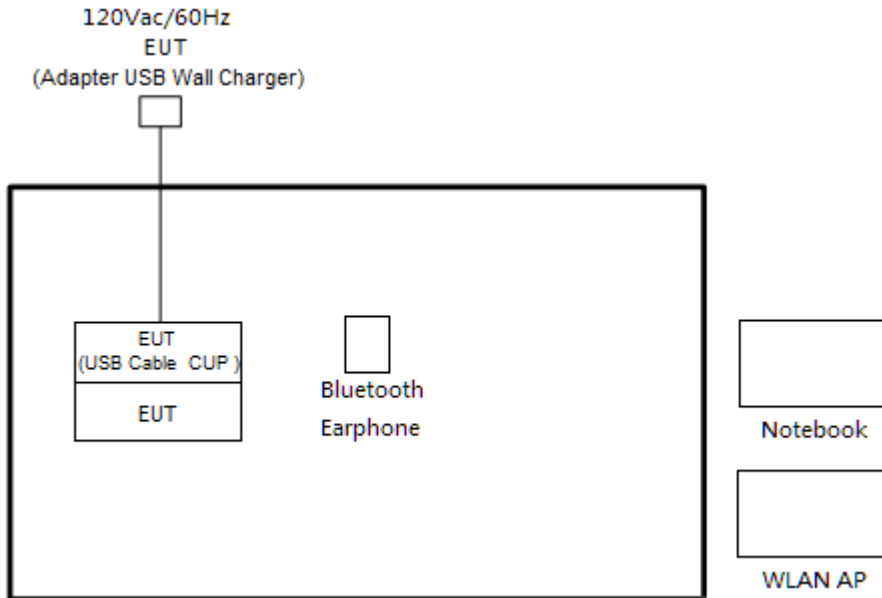 120Vac/60Hz
EUT
(Adapter USB Wall Charger)
EUT
(USB Cable CUP )
EUT
Bluetooth
Earphone
Notebook
WLAN AP